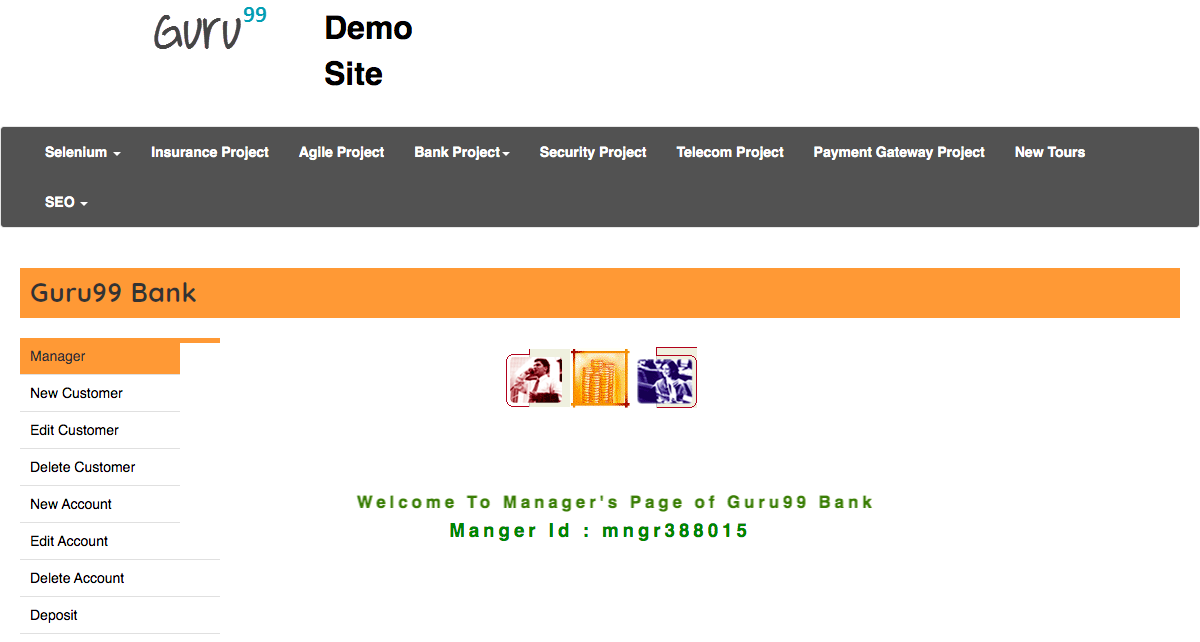 Guru99
Demo
Site
Selenium Insurance Project Agile Project Bank Project Security Project Telecom Project Payment Gateway Project New Tours
SEO
Guru99 Bank
Manager
New Customer
Edit Customer
Delete Customer
New Account
Edit Account
Delete Account
Deposit
Welcome To Manager's Page of Guru99 Bank
Manger Id : mngr388015